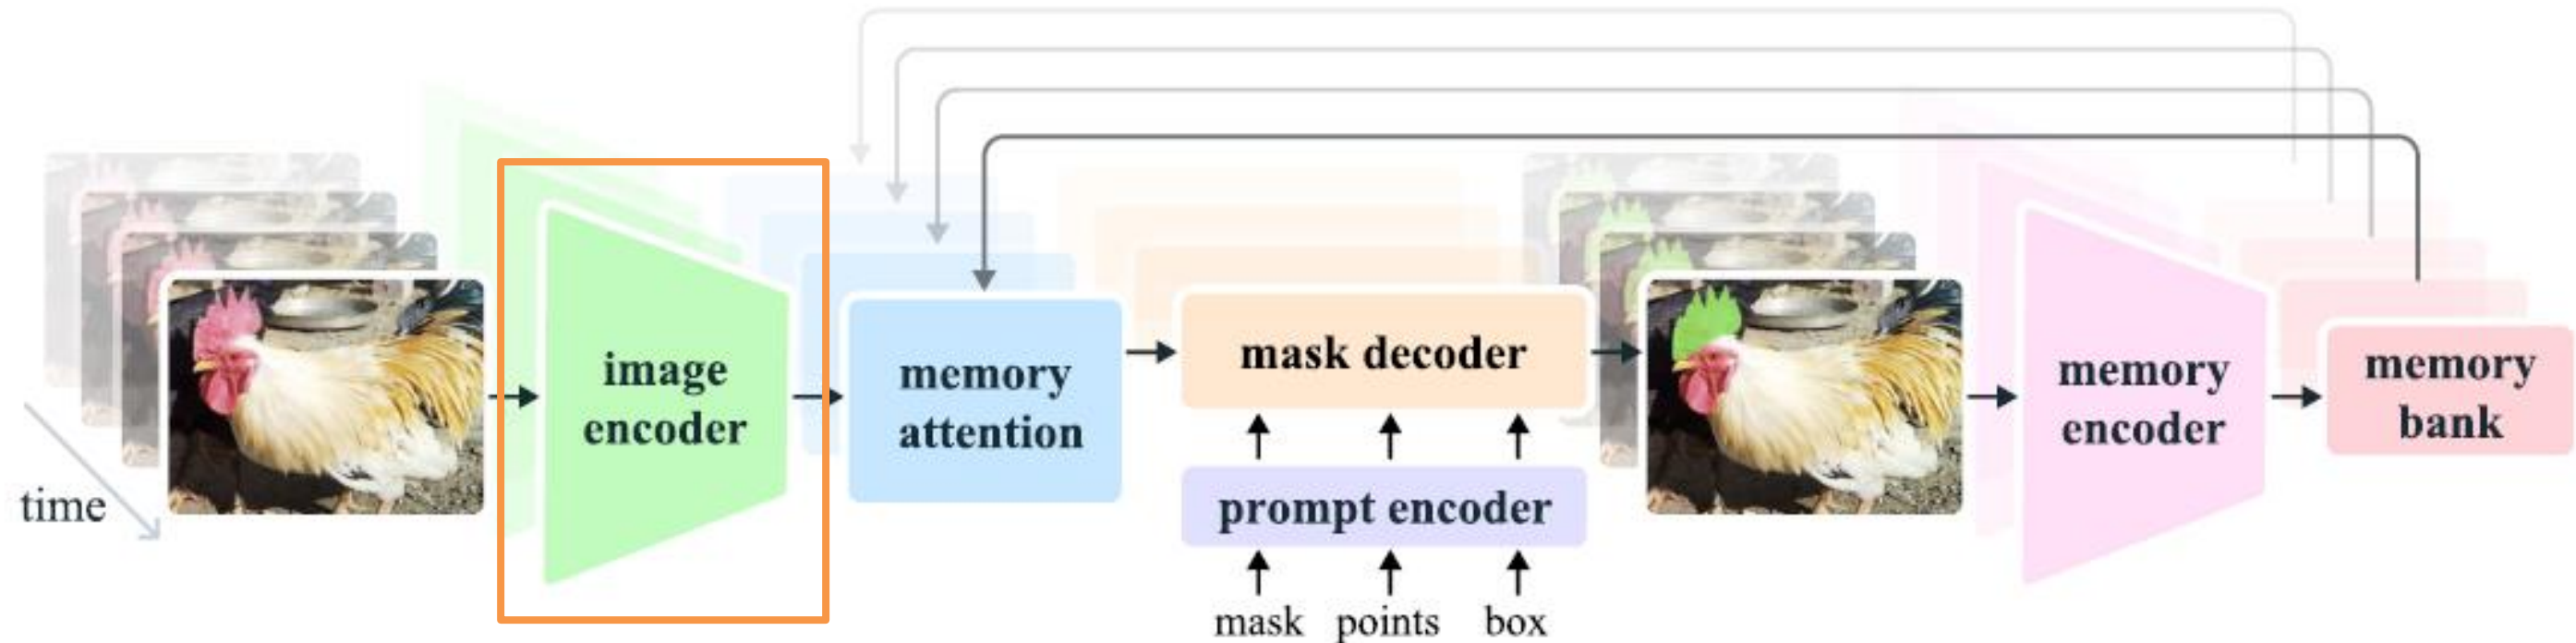 time
image
encoder
memory
attention
mask decoder
prompt encoder
mask points box
memory
encoder
memory
bank